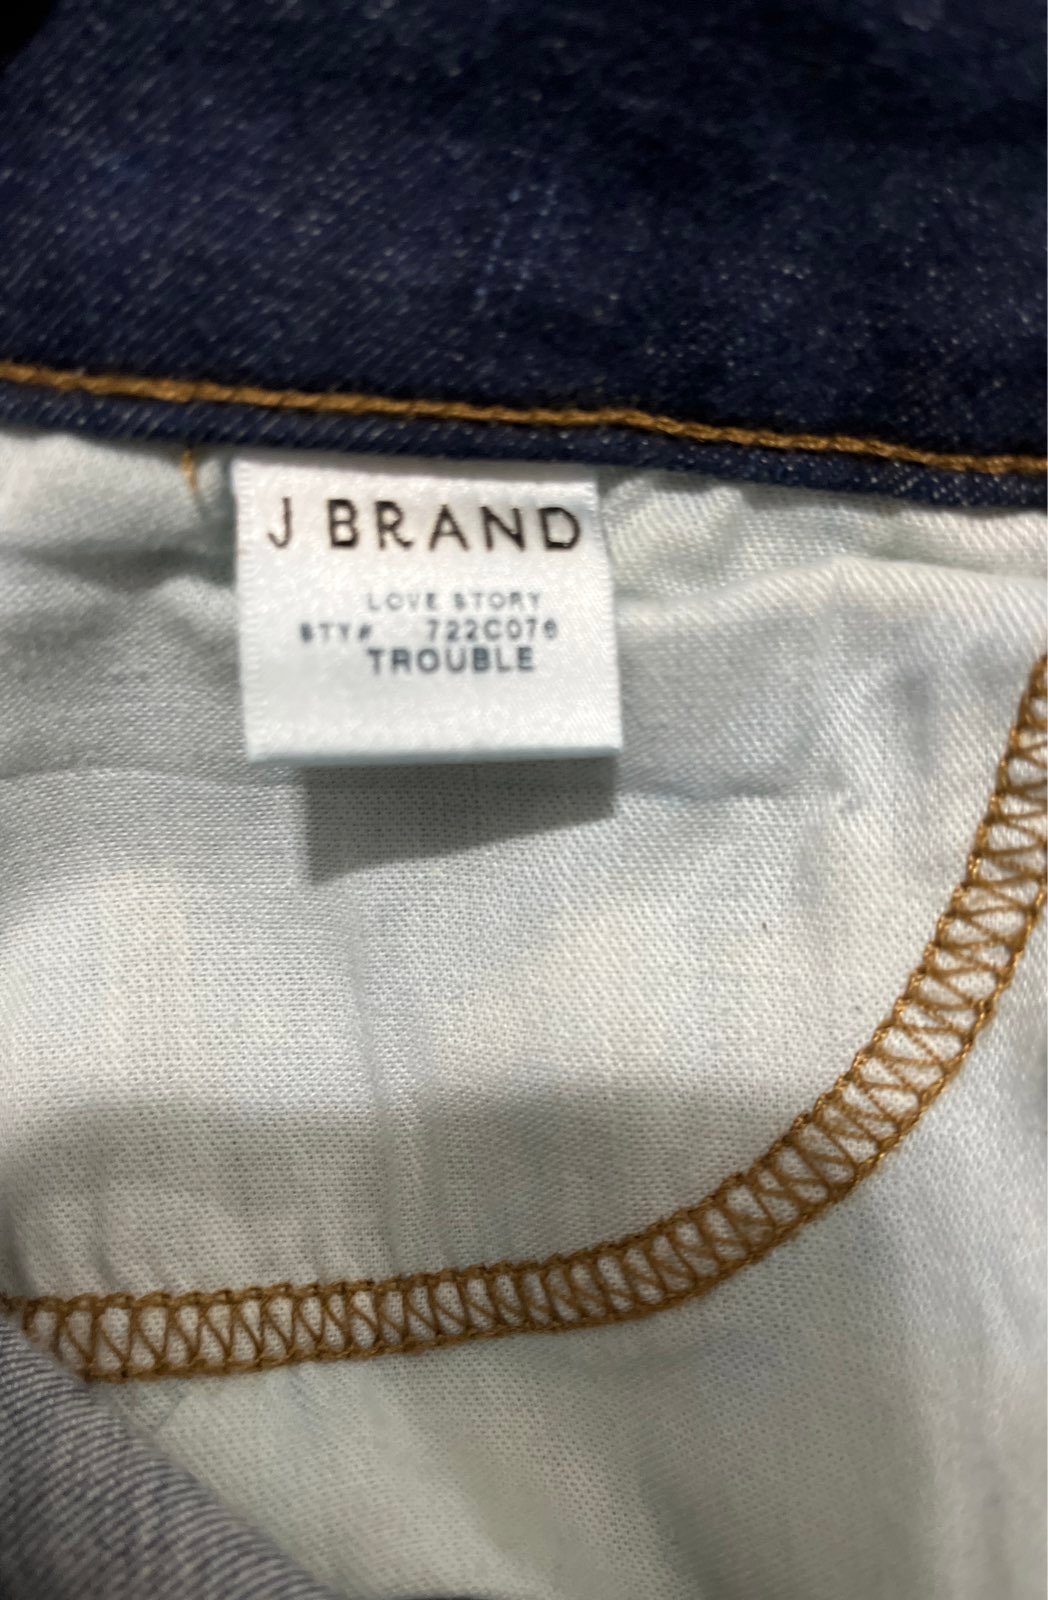 J BRAND
LOVE STORY
STY# 722C076
TROUBLE